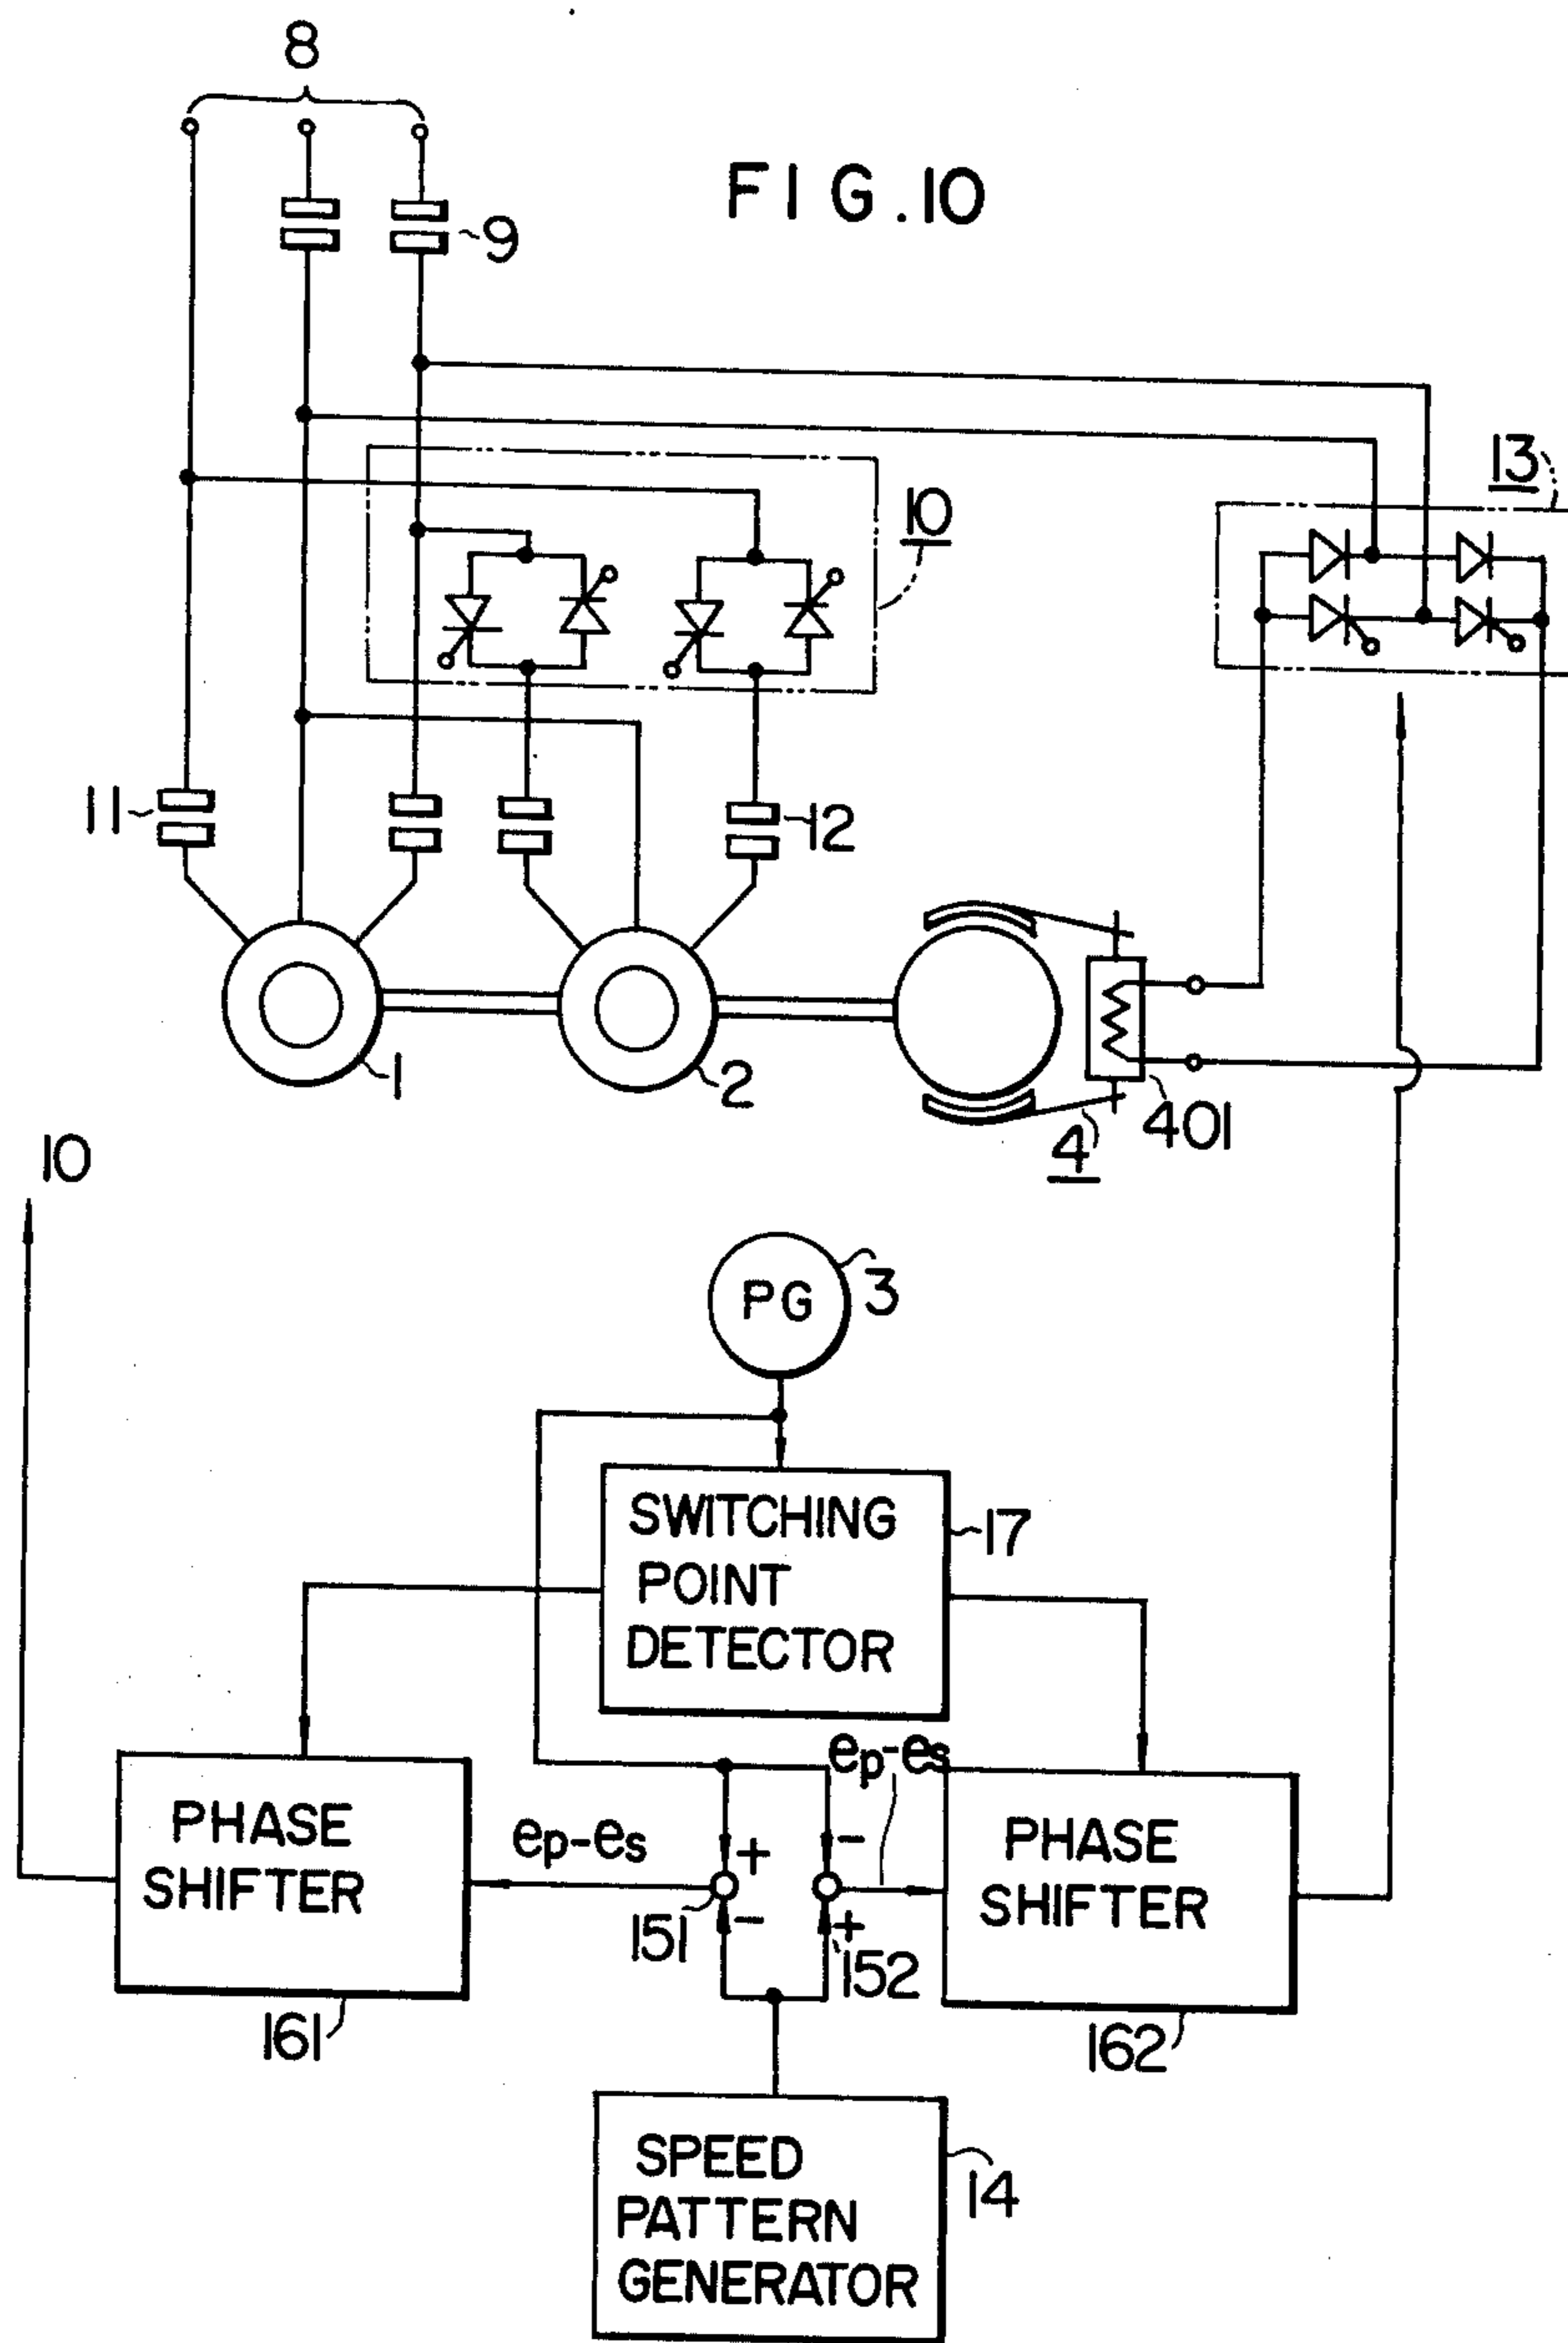 8
FIG.10
9
13
10
11
12
1
2
401
4
10
PG
3
SWITCHING
POINT
DETECTOR
17
ep-es
PHASE
SHIFTER
ep-es
+
-
PHASE
SHIFTER
151
-
+
152
161
162
SPEED
PATTERN
GENERATOR
14